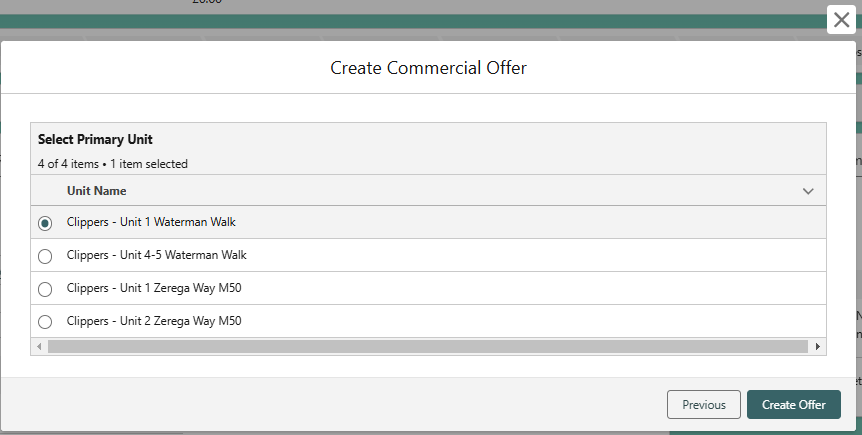 20.00
Create Commercial Offer
Select Primary Unit
4 of 4 items • 1 item selected
Unit Name
Clippers - Unit 1 Waterman Walk
Clippers - Unit 4-5 Waterman Walk
Clippers - Unit 1 Zerega Way M50
Clippers - Unit 2 Zerega Way M50
Previous
Create Offer